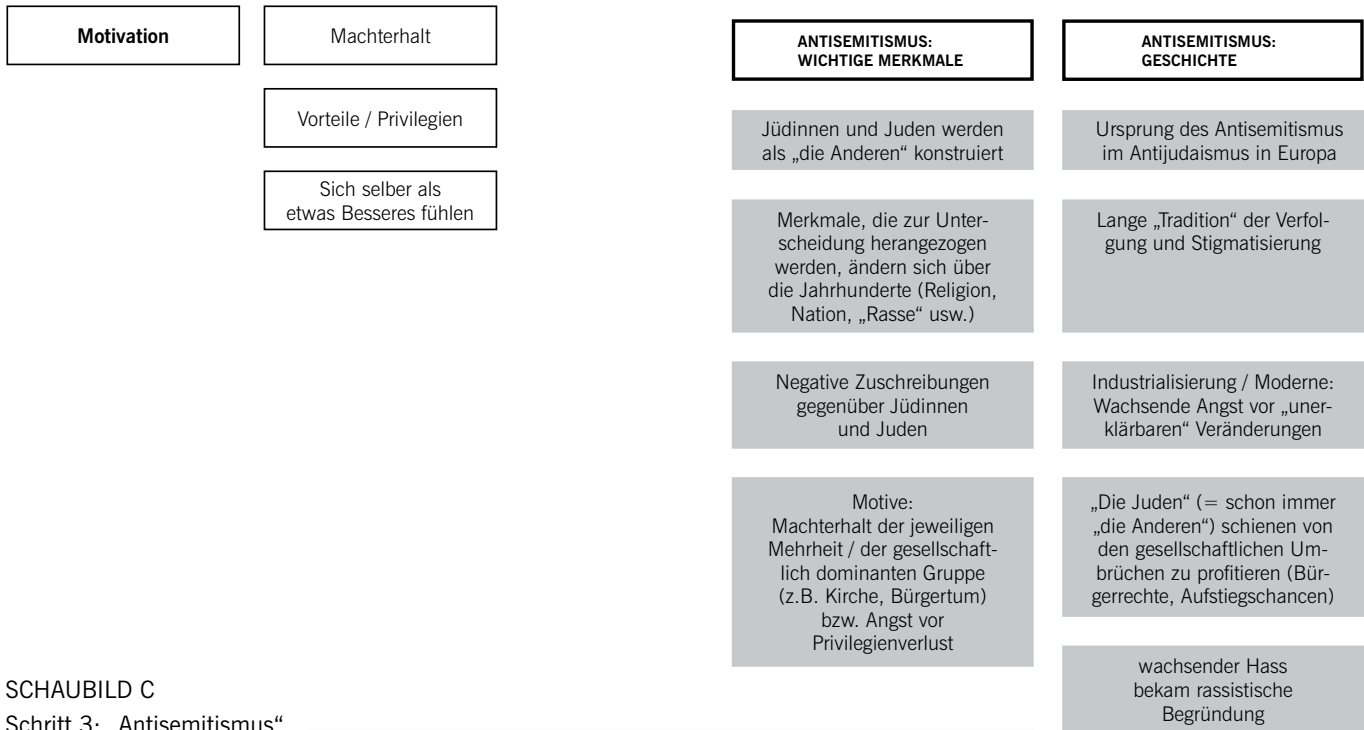 Motivation
Machterhalt
Vorteile / Privilegien
Sich selber als
etwas Besseres fühlen
ANTISEMITISMUS:
WICHTIGE MERKMALE
Jüdinnen und Juden werden
als „die Anderen“ konstruiert
Merkmale, die zur Unter-
scheidung herangezogen
werden, ändern sich über
die Jahrhunderte (Religion,
Nation, „Rasse“ usw.)
Negative Zuschreibungen
gegenüber Jüdinnen
und Juden
Motive:
Machterhalt der jeweiligen
Mehrheit / der gesellschaft-
lich dominanten Gruppe
(z.B. Kirche, Bürgertum)
bzw. Angst vor
Privilegienverlust
ANTISEMITISMUS:
GESCHICHTE
Ursprung des Antisemitismus
im Antijudaismus in Europa
Lange „Tradition“ der Verfol-
gung und Stigmatisierung
Industrialisierung / Moderne:
Wachsende Angst vor „uner-
klärbaren“ Veränderungen
„Die Juden“ (= schon immer
„die Anderen“) schienen von
den gesellschaftlichen Um-
brüchen zu profitieren (Bür-
gerrechte, Aufstiegschancen)
wachsender Hass
bekam rassistische
Begründung
SCHAUBILD C
Schritt 3: „Antisemitismus“